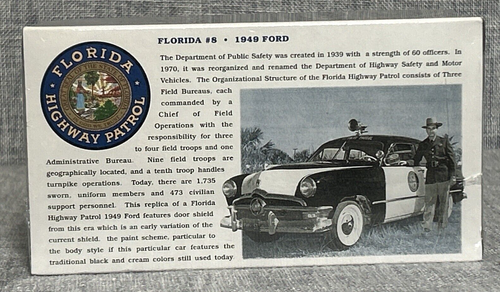 FLORIDA #8 • 1949 FORD
FLORIDA
HIGHWAY PATROL
The Department of Public Safety was created in 1939 with a strength of 60 officers. In
1970, it was reorganized and renamed the Department of Highway Safety and Motor
Vehicles. The Organizational Structure of the Florida Highway Patrol consists of Three
Field Bureaus, each
commanded by a
Chief of Field
Operations with the
responsibility for three
to four field troops and one
Administrative Bureau. Nine field troops are
geographically located, and a tenth troop handles
turnpike operations. Today, there are 1,735
sworn, uniform members and 473 civilian
support personnel. This replica of a Florida
Highway Patrol 1949 Ford features door shield
from this era which is an early variation of the
current shield. the paint scheme, particular to
the body style if this particular car features the
traditional black and cream colors still used today